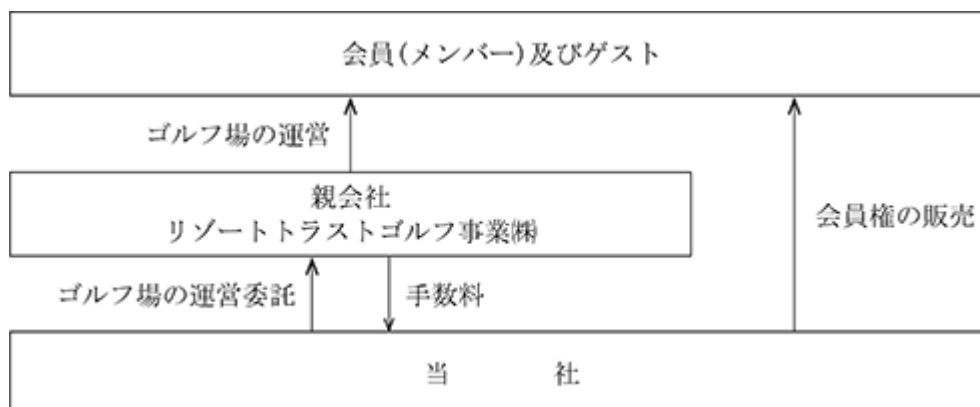 会員(メンバー)及びゲスト
ゴルフ場の運営
親会社
リゾートトラストゴルフ事業㈱
会員権の販売
ゴルフ場の運営委託
手数料
当　　　社